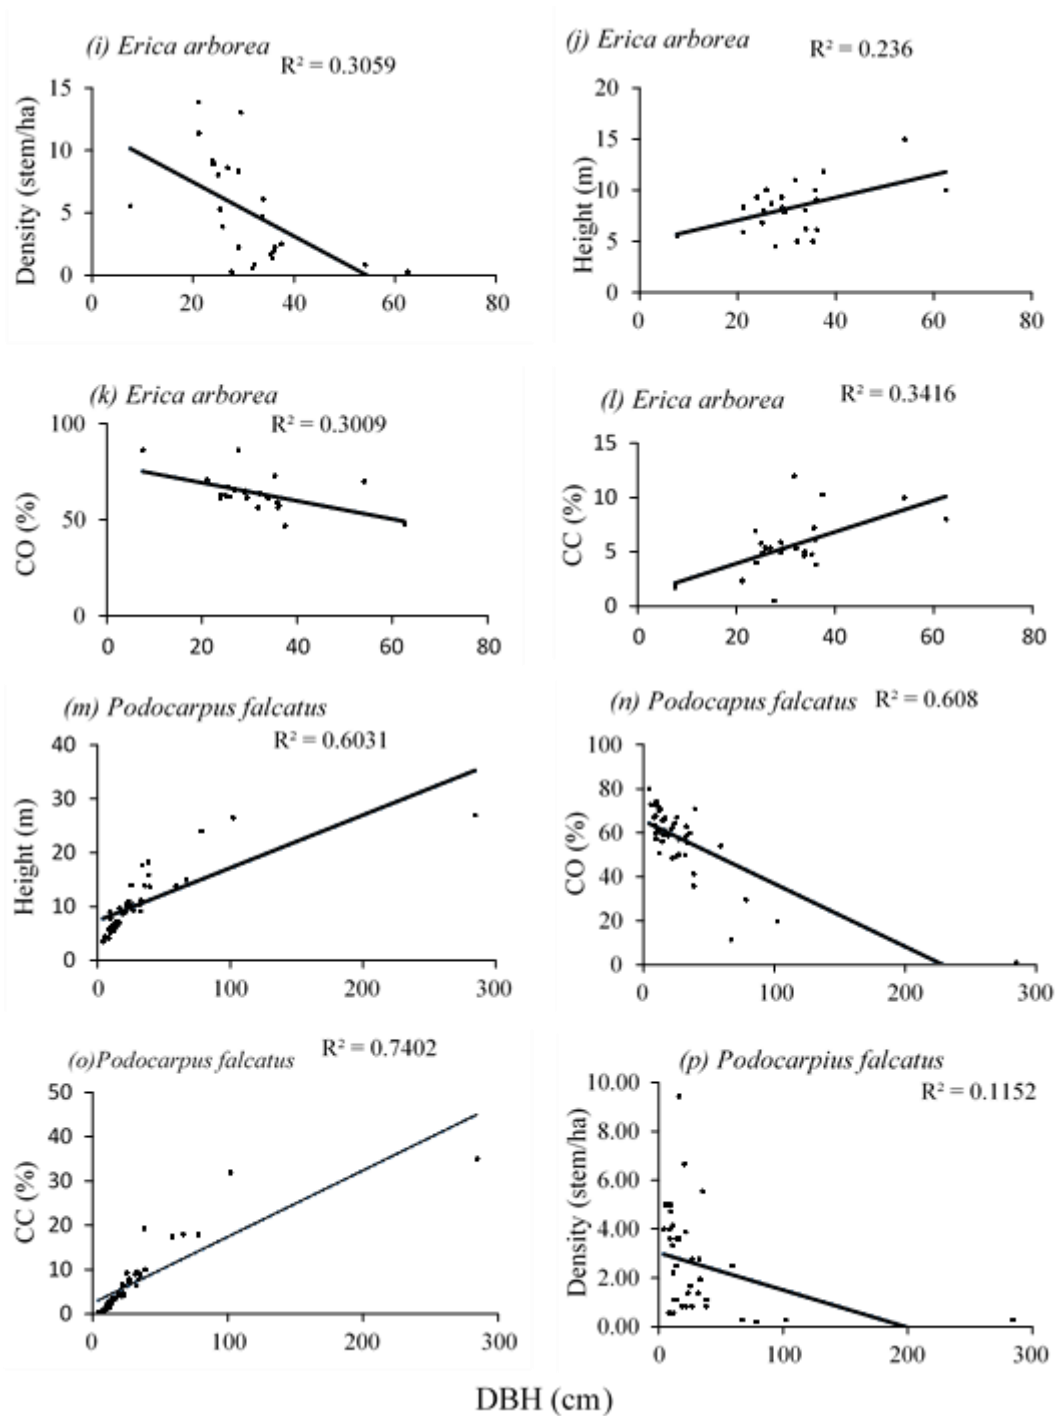 (i) Erica arborea
R² = 0.3059
Density (stem/ha)
15
10
5
0
0 20 40 60 80
(j) Erica arborea
R² = 0.236
Height (m)
20
15
10
5
0
0 20 40 60 80
(k) Erica arborea
R² = 0.3009
CO (%)
100
50
0
0 20 40 60 80
(l) Erica arborea
R² = 0.3416
CC (%)
15
10
5
0
0 20 40 60 80
(m) Podocarpus falcatus
R² = 0.6031
Height (m)
40
30
20
10
0
0 100 200 300
(n) Podocapus falcatus R² = 0.608
CO (%)
100
80
60
40
20
0
0 100 200 300
(o)Podocarpus falcatus R² = 0.7402
CC (%)
50
40
30
20
10
0
0 100 200 300
(p) Podocarpius falcatus
R² = 0.1152
Density (stem/ha)
10.00
8.00
6.00
4.00
2.00
0.00
0 100 200 300
DBH (cm)